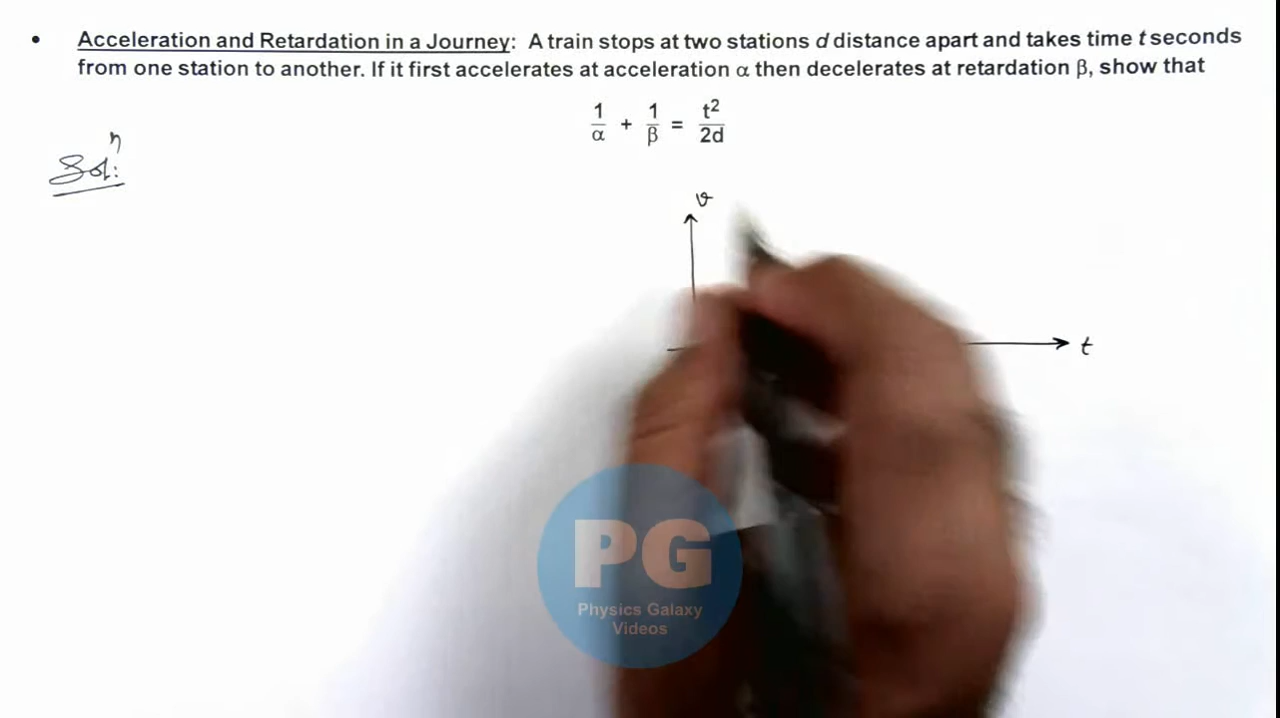 • Acceleration and Retardation in a Journey: A train stops at two stations d distance apart and takes time t seconds
from one station to another. If it first accelerates at acceleration α then decelerates at retardation β, show that
1/α + 1/β = t²/2d
Solⁿ:
v
t
PG
Physics Galaxy
Videos